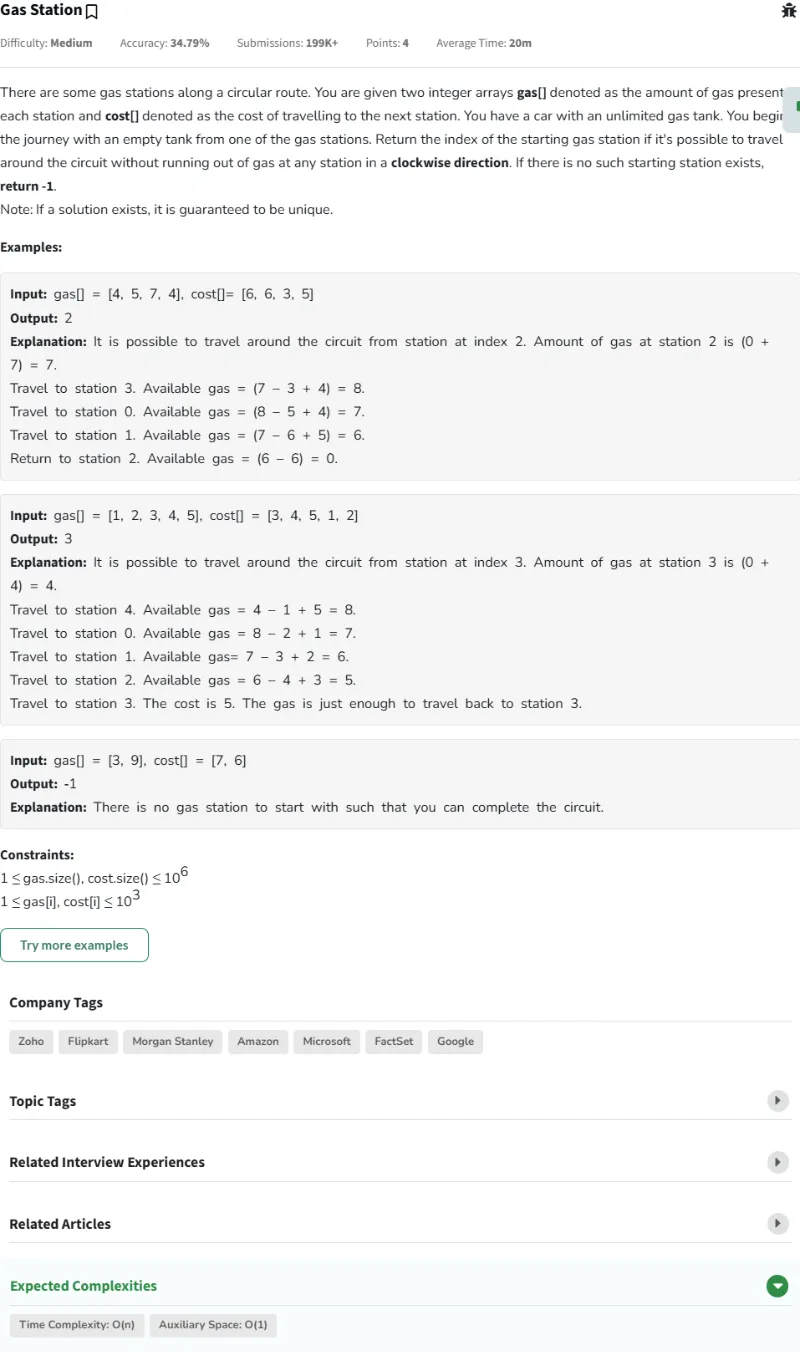 Gas Station
Difficulty: Medium Accuracy: 34.79% Submissions: 199K+ Points: 4 Average Time: 20m
There are some gas stations along a circular route. You are given two integer arrays gas[] denoted as the amount of gas present
each station and cost[] denoted as the cost of travelling to the next station. You have a car with an unlimited gas tank. You begin
the journey with an empty tank from one of the gas stations. Return the index of the starting gas station if it's possible to travel
around the circuit without running out of gas at any station in a clockwise direction. If there is no such starting station exists,
return -1.
Note: If a solution exists, it is guaranteed to be unique.
Examples:
Input: gas[] = [4, 5, 7, 4], cost[]= [6, 6, 3, 5]
Output: 2
Explanation: It is possible to travel around the circuit from station at index 2. Amount of gas at station 2 is (0 +
7) = 7.
Travel to station 3. Available gas = (7 – 3 + 4) = 8.
Travel to station 0. Available gas = (8 – 5 + 4) = 7.
Travel to station 1. Available gas = (7 – 6 + 5) = 6.
Return to station 2. Available gas = (6 – 6) = 0.
Input: gas[] = [1, 2, 3, 4, 5], cost[] = [3, 4, 5, 1, 2]
Output: 3
Explanation: It is possible to travel around the circuit from station at index 3. Amount of gas at station 3 is (0 +
4) = 4.
Travel to station 4. Available gas = 4 – 1 + 5 = 8.
Travel to station 0. Available gas = 8 – 2 + 1 = 7.
Travel to station 1. Available gas= 7 – 3 + 2 = 6.
Travel to station 2. Available gas = 6 – 4 + 3 = 5.
Travel to station 3. The cost is 5. The gas is just enough to travel back to station 3.
Input: gas[] = [3, 9], cost[] = [7, 6]
Output: -1
Explanation: There is no gas station to start with such that you can complete the circuit.
Constraints:
1 ≤ gas.size(), cost.size() ≤ 10⁶
1 ≤ gas[i], cost[i] ≤ 10³
Try more examples
Company Tags
Zoho Flipkart Morgan Stanley Amazon Microsoft FactSet Google
Topic Tags
Related Interview Experiences
Related Articles
Expected Complexities
Time Complexity: O(n) Auxiliary Space: O(1)